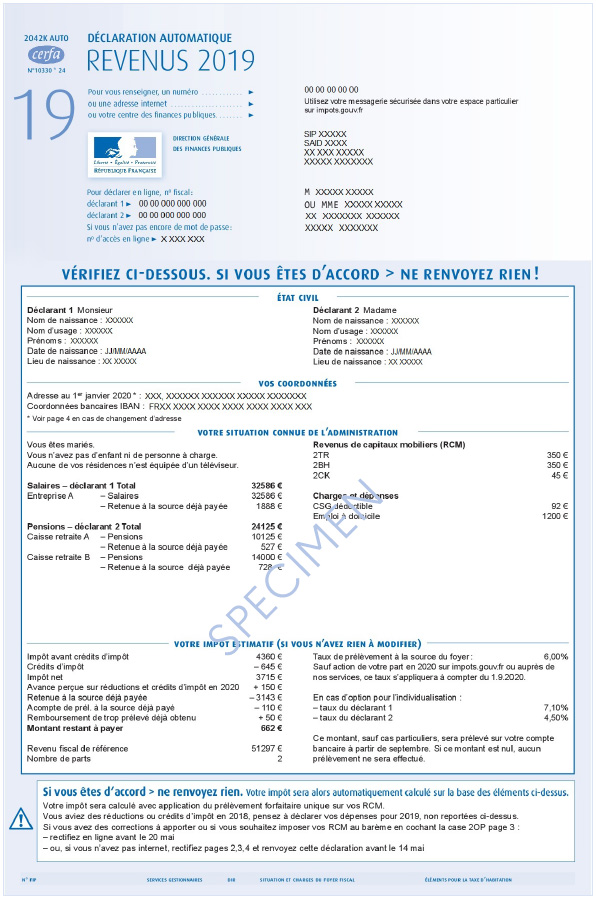 2042K AUTO
cerfa
N°10330 * 24
DÉCLARATION AUTOMATIQUE
REVENUS 2019
19
Pour vous renseigner, un numéro ............ ►
ou une adresse internet ..................... ►
ou votre centre des finances publiques....... ►
00 00 00 00 00
Utilisez votre messagerie sécurisée dans votre espace particulier
sur impots.gouv.fr
Liberté • Égalité • Fraternité
RÉPUBLIQUE FRANÇAISE
DIRECTION GÉNÉRALE
DES FINANCES PUBLIQUES
SIP XXXXX
SAID XXXX
XX XXX XXXXX
XXXXX XXXXXXX
Pour déclarer en ligne, n° fiscal:
déclarant 1 ► 00 00 000 000 000
déclarant 2 ► 00 00 000 000 000
Si vous n'avez pas encore de mot de passe:
n° d'accès en ligne ► X XXX XXX
M XXXXX XXXXX
OU MME XXXXX XXXXX
XX XXXXXXX XXXXXX
XXXXX XXXXXXX
VÉRIFIEZ CI-DESSOUS. SI VOUS ÊTES D'ACCORD > NE RENVOYEZ RIEN!
ÉTAT CIVIL
Déclarant 1 Monsieur
Nom de naissance : XXXXXX
Nom d'usage : XXXXXX
Prénoms : XXXXXX
Date de naissance : JJ/MM/AAAA
Lieu de naissance : XX XXXXX
Déclarant 2 Madame
Nom de naissance : XXXXXX
Nom d'usage : XXXXXX
Prénoms : XXXXXX
Date de naissance : JJ/MM/AAAA
Lieu de naissance : XX XXXXX
VOS COORDONNÉES
Adresse au 1er janvier 2020 * : XXX, XXXXXX XXXXXX XXXXX XXXXXXX
Coordonnées bancaires IBAN : FRXX XXXX XXXX XXXX XXXX XXXX XXX
* Voir page 4 en cas de changement d'adresse
VOTRE SITUATION CONNUE DE L'ADMINISTRATION
Vous êtes mariés.
Vous n'avez pas d'enfant ni de personne à charge.
Aucune de vos résidences n'est équipée d'un téléviseur.
Salaires – déclarant 1 Total 32586 €
Entreprise A – Salaires 32586 €
– Retenue à la source déjà payée 1888 €
Pensions – déclarant 2 Total 24125 €
Caisse retraite A – Pensions 10125 €
– Retenue à la source déjà payée 527 €
Caisse retraite B – Pensions 14000 €
– Retenue à la source déjà payée 728 €
Revenus de capitaux mobiliers (RCM)
2TR 350 €
2BH 350 €
2CK 45 €
Charges et dépenses
CSG déductible 92 €
Emploi à domicile 1200 €
SPECIMEN
VOTRE IMPÔT ESTIMATIF (SI VOUS N'AVEZ RIEN À MODIFIER)
Impôt avant crédits d'impôt 4360 €
Crédits d'impôt – 645 €
Impôt net 3715 €
Avance perçue sur réductions et crédits d'impôt en 2020 + 150 €
Retenue à la source déjà payée – 3143 €
Acompte de prél. à la source déjà payé – 110 €
Remboursement de trop prélevé déjà obtenu + 50 €
Montant restant à payer 662 €
Revenu fiscal de référence 51297 €
Nombre de parts 2
Taux de prélèvement à la source du foyer : 6,00%
Sauf action de votre part en 2020 sur impots.gouv.fr ou auprès de
nos services, ce taux s'appliquera à compter du 1.9.2020.
En cas d'option pour l'individualisation :
– taux du déclarant 1 7,10%
– taux du déclarant 2 4,50%
Ce montant, sauf cas particuliers, sera prélevé sur votre compte
bancaire à partir de septembre. Si ce montant est nul, aucun
prélèvement ne sera effectué.
Si vous êtes d'accord > ne renvoyez rien. Votre impôt sera alors automatiquement calculé sur la base des éléments ci-dessus.
Votre impôt sera calculé avec application du prélèvement forfaitaire unique sur vos RCM.
Vous aviez des réductions ou crédits d'impôt en 2018, pensez à déclarer vos dépenses pour 2019, non reportées ci-dessus.
Si vous avez des corrections à apporter ou si vous souhaitez imposer vos RCM au barème en cochant la case 2OP page 3 :
– rectifiez en ligne avant le 20 mai
– ou, si vous n'avez pas internet, rectifiez pages 2,3,4 et renvoyez cette déclaration avant le 14 mai
N° FIP SERVICES GESTIONNAIRES DIR SITUATION ET CHARGES DU FOYER FISCAL ÉLÉMENTS POUR LA TAXE D'HABITATION